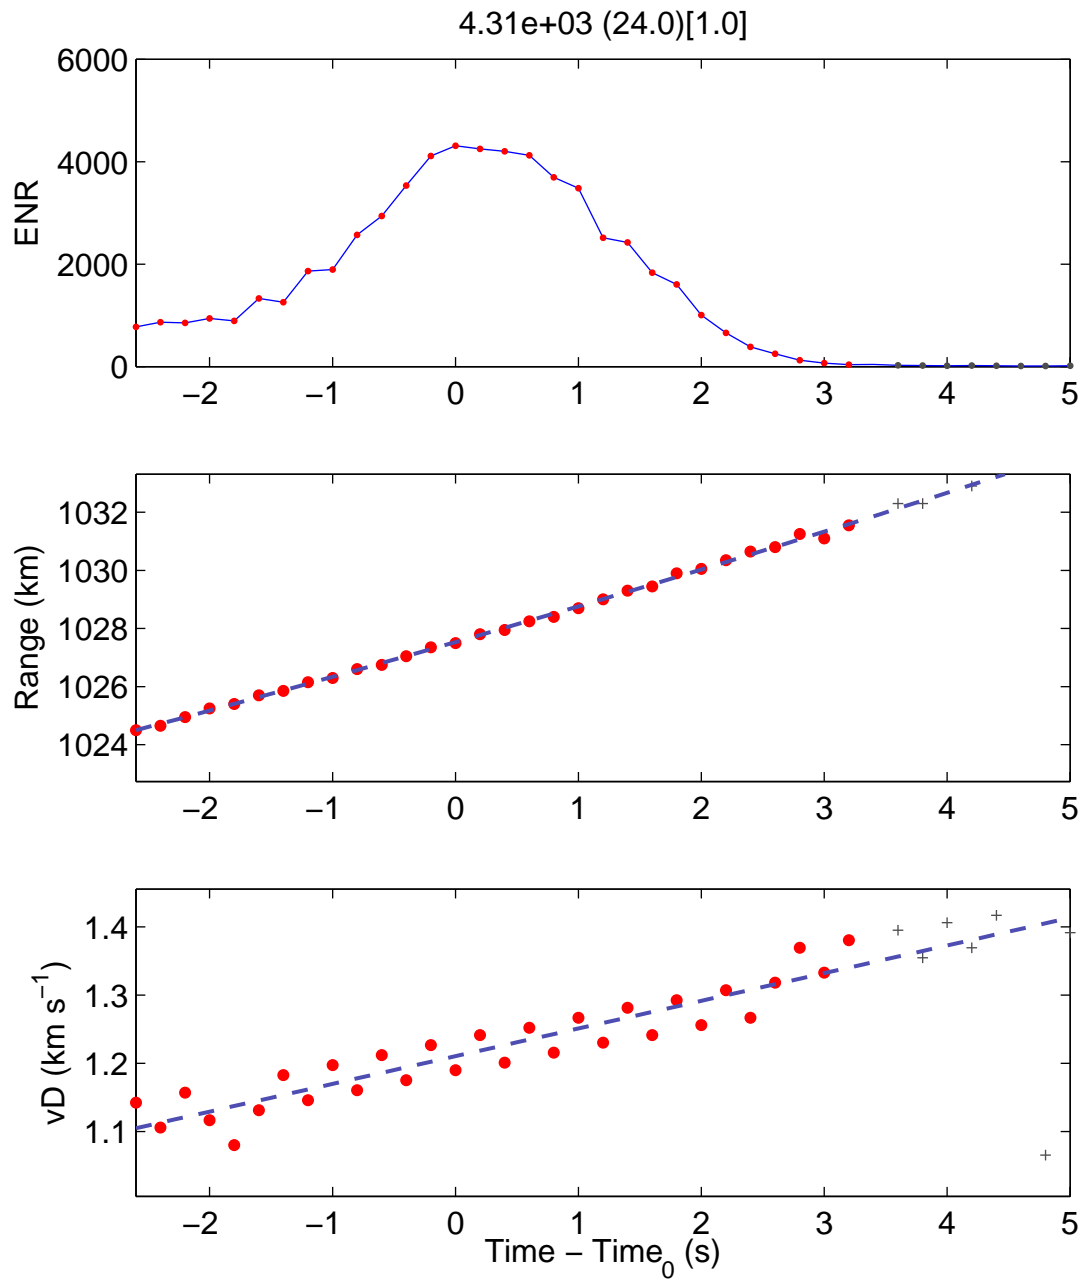 4.31e+03 (24.0)[1.0]
6000
4000
2000
0
ENR
−2 −1 0 1 2 3 4 5
1032
1030
1028
1026
1024
Range (km)
−2 −1 0 1 2 3 4 5
1.4
1.3
1.2
1.1
vD (km s−1)
−2 −1 0 1 2 3 4 5
Time − Time0 (s)